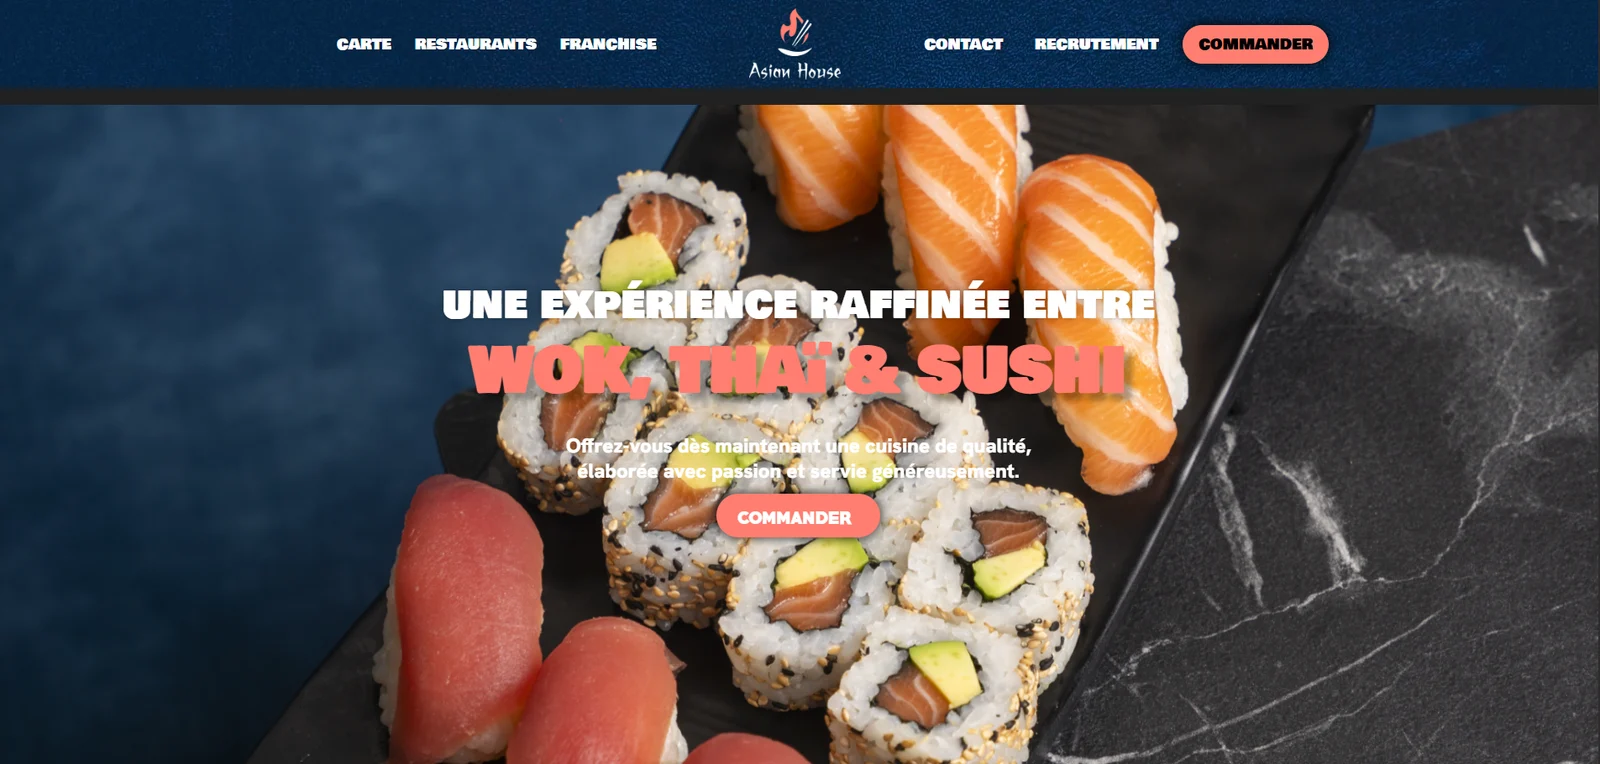 CARTE RESTAURANTS FRANCHISE Asian House CONTACT RECRUTEMENT COMMANDER
UNE EXPÉRIENCE RAFFINÉE ENTRE
WOK, THAï & SUSHI
Offrez-vous dès maintenant une cuisine de qualité,
élaborée avec passion et servie généreusement.
COMMANDER